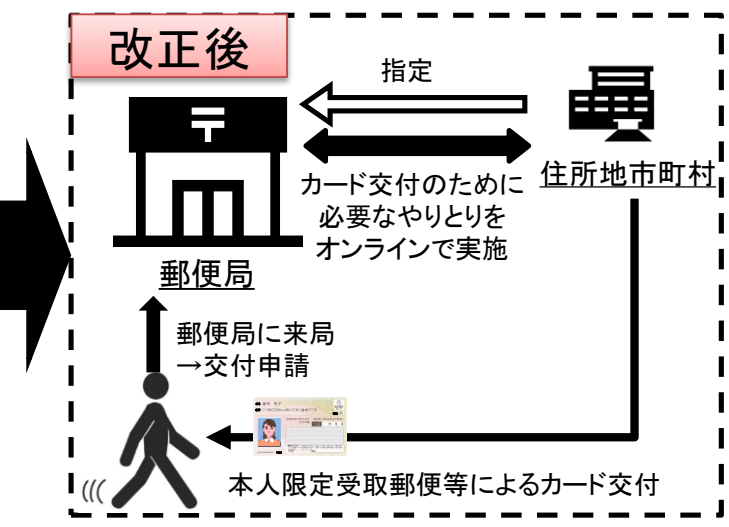 改正後
指定
住所地市町村
カード交付のために
必要なやりとりを
オンラインで実施
郵便局
郵便局に来局
→交付申請
本人限定受取郵便等によるカード交付